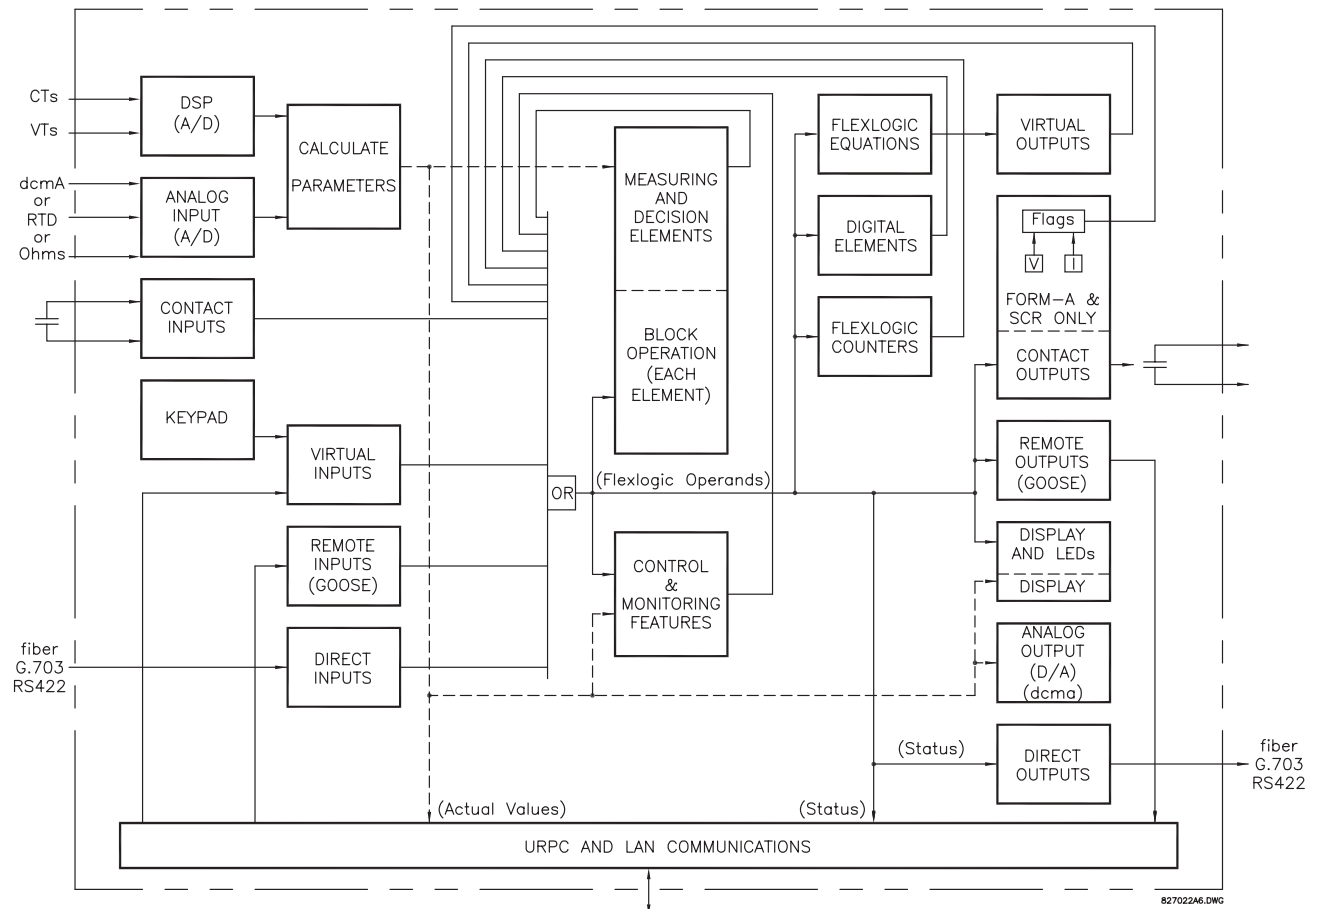 CTs
VTs
dcmA
or
RTD
or
Ohms
DSP
(A/D)
ANALOG
INPUT
(A/D)
CALCULATE
PARAMETERS
CONTACT
INPUTS
KEYPAD
VIRTUAL
INPUTS
REMOTE
INPUTS
(GOOSE)
fiber
G.703
RS422
DIRECT
INPUTS
MEASURING
AND
DECISION
ELEMENTS
BLOCK
OPERATION
(EACH
ELEMENT)
OR
(Flexlogic Operands)
CONTROL
&
MONITORING
FEATURES
FLEXLOGIC
EQUATIONS
DIGITAL
ELEMENTS
FLEXLOGIC
COUNTERS
VIRTUAL
OUTPUTS
Flags
V
I
FORM-A &
SCR ONLY
CONTACT
OUTPUTS
REMOTE
OUTPUTS
(GOOSE)
DISPLAY
AND LEDs
DISPLAY
ANALOG
OUTPUT
(D/A)
(dcma)
(Status)
DIRECT
OUTPUTS
fiber
G.703
RS422
(Actual Values)
(Status)
URPC AND LAN COMMUNICATIONS
827022A6.DWG